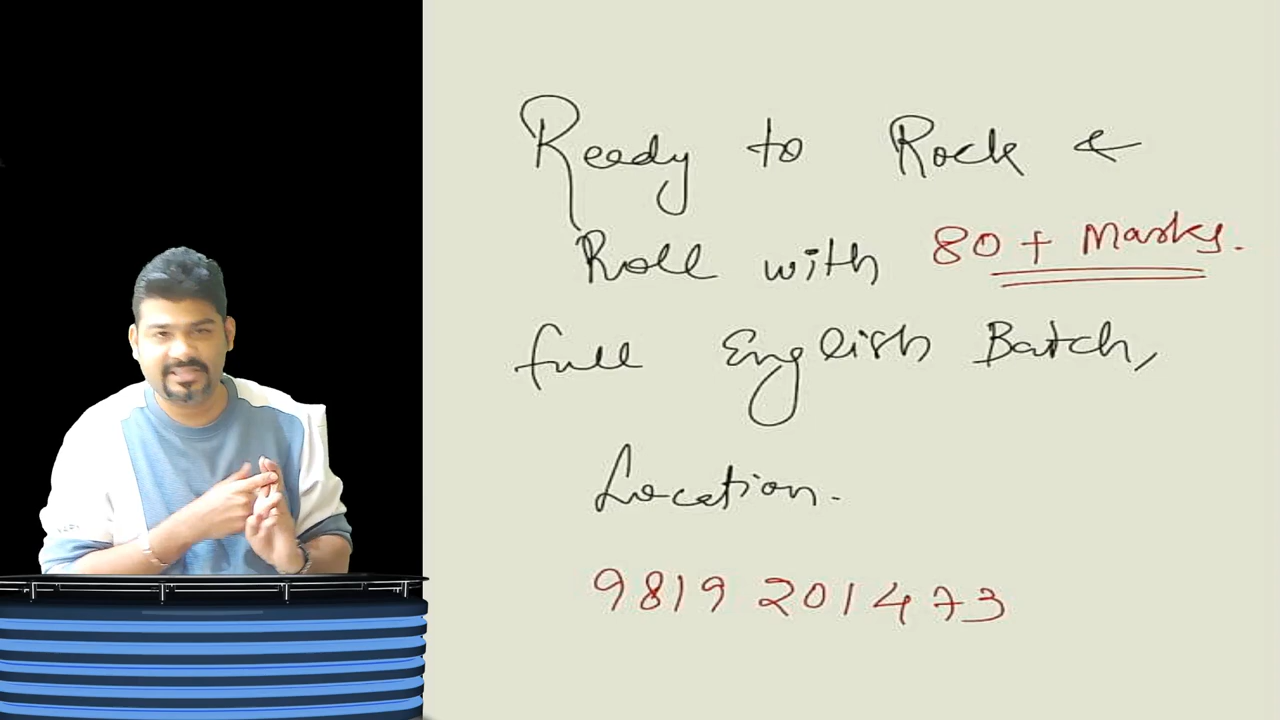 Ready to Rock &
Roll with 80 + Marks.
full English Batch,
Location.
9819 201473